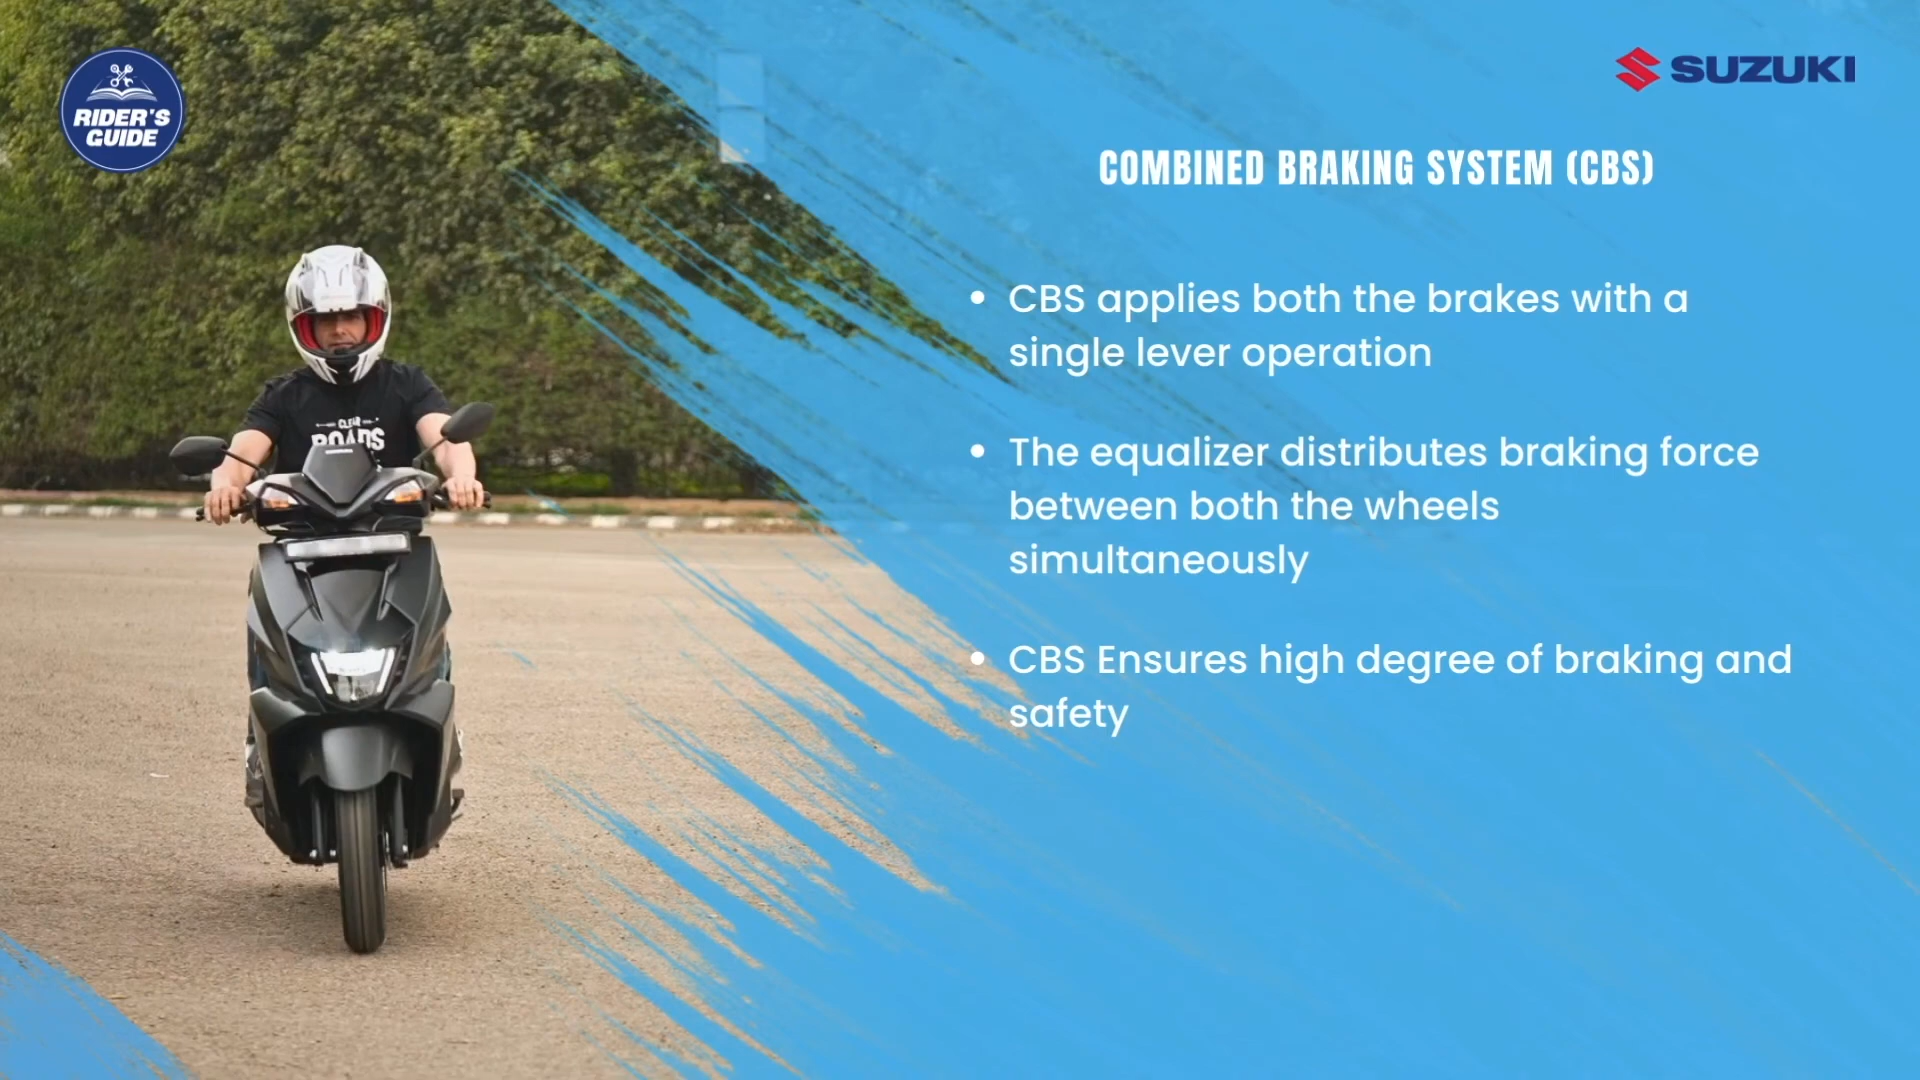 RIDER'S
GUIDE
SUZUKI
COMBINED BRAKING SYSTEM (CBS)
• CBS applies both the brakes with a
single lever operation
• The equalizer distributes braking force
between both the wheels
simultaneously
• CBS Ensures high degree of braking and
safety
ROADS